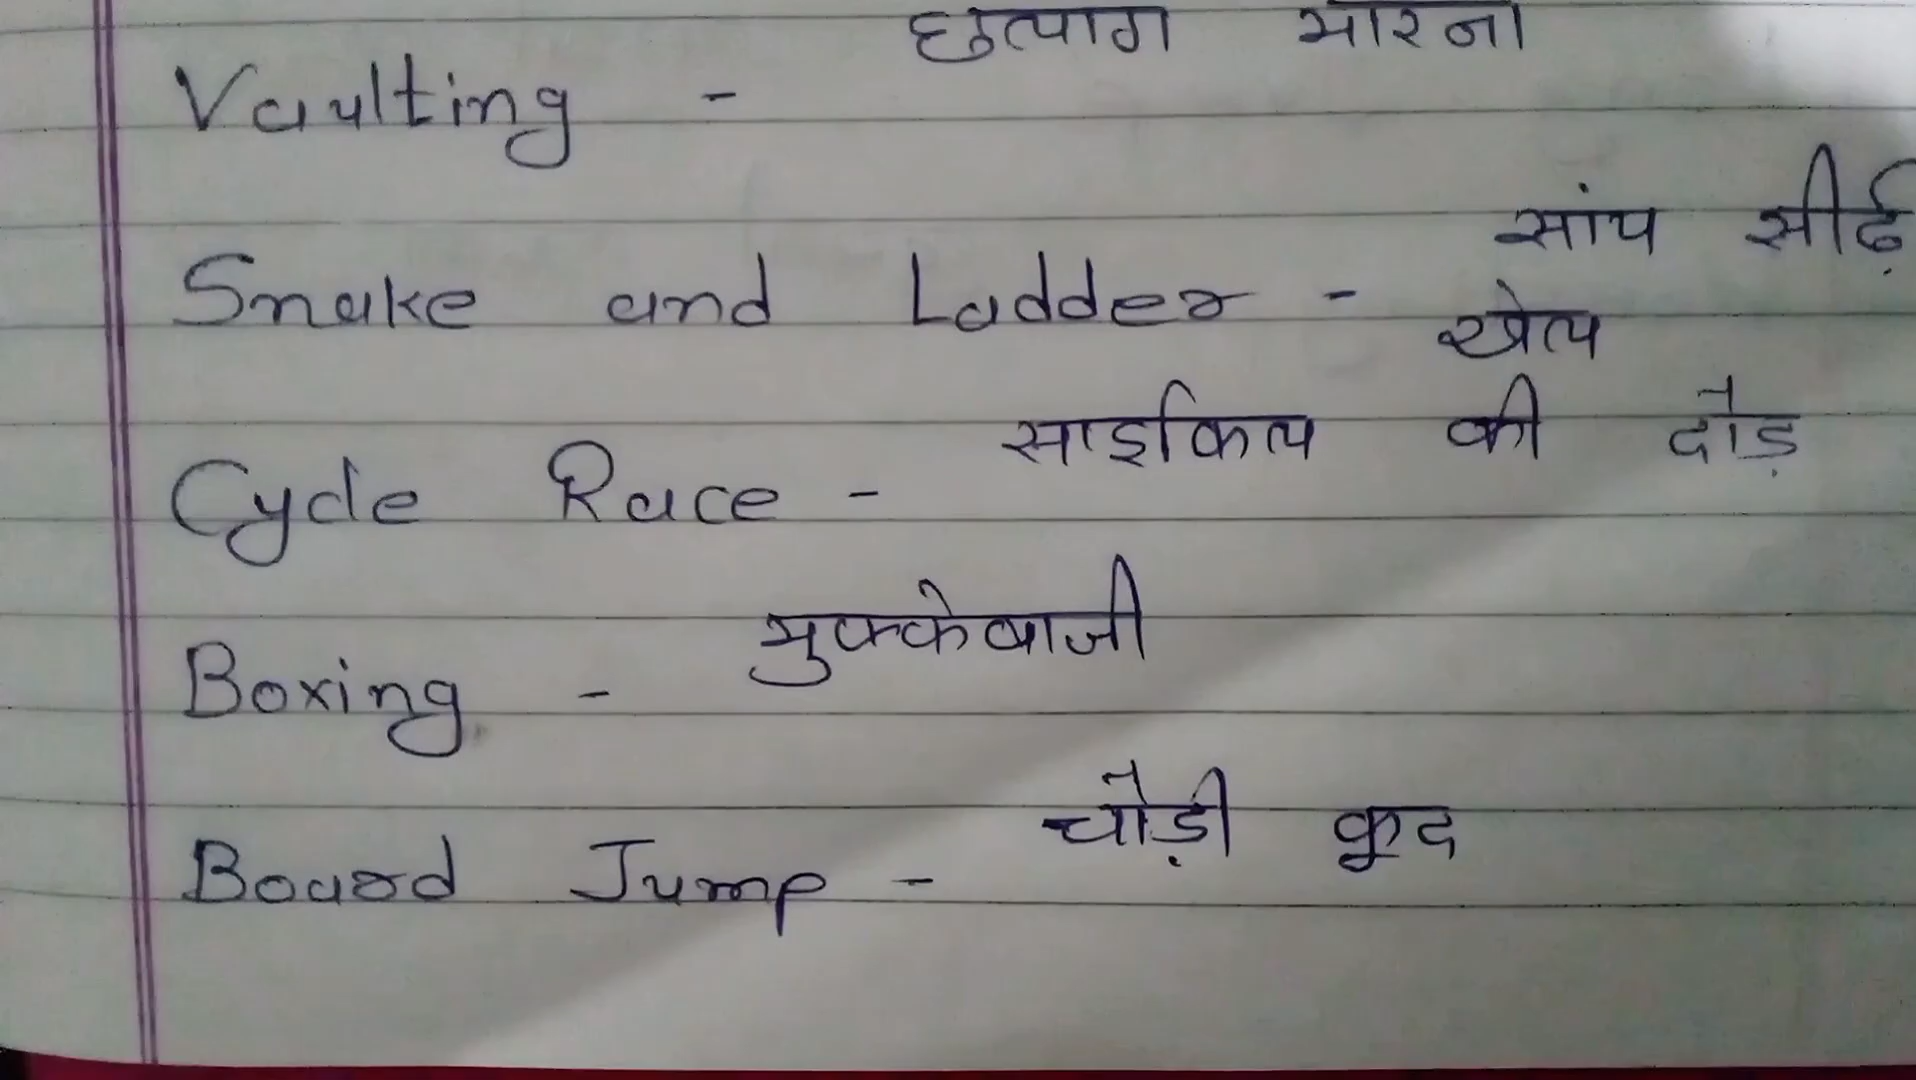 Vaulting - छलाग मारना
Snake and Ladder - सांप सीढ़
खेल
Cycle Race - साइकिल की दौड़
Boxing - मुक्केबाजी
Board Jump - चौड़ी कूद